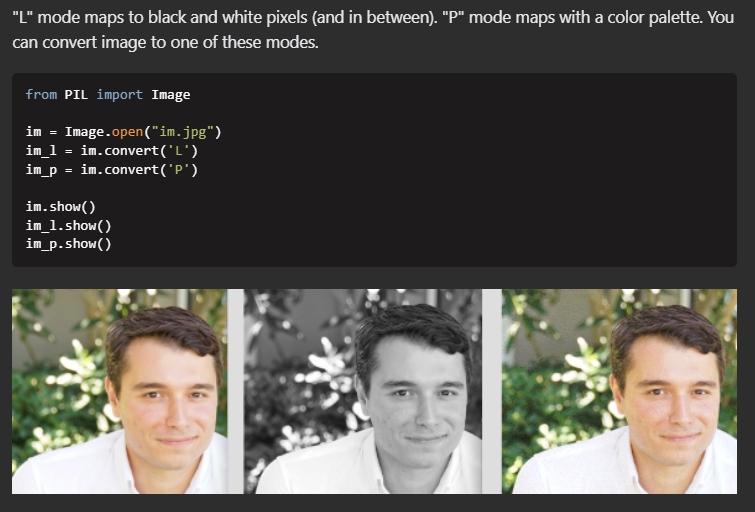 "L" mode maps to black and white pixels (and in between). "P" mode maps with a color palette. You
can convert image to one of these modes.
from PIL import Image
im = Image.open("im.jpg")
im_l = im.convert('L')
im_p = im.convert('P')
im.show()
im_l.show()
im_p.show()